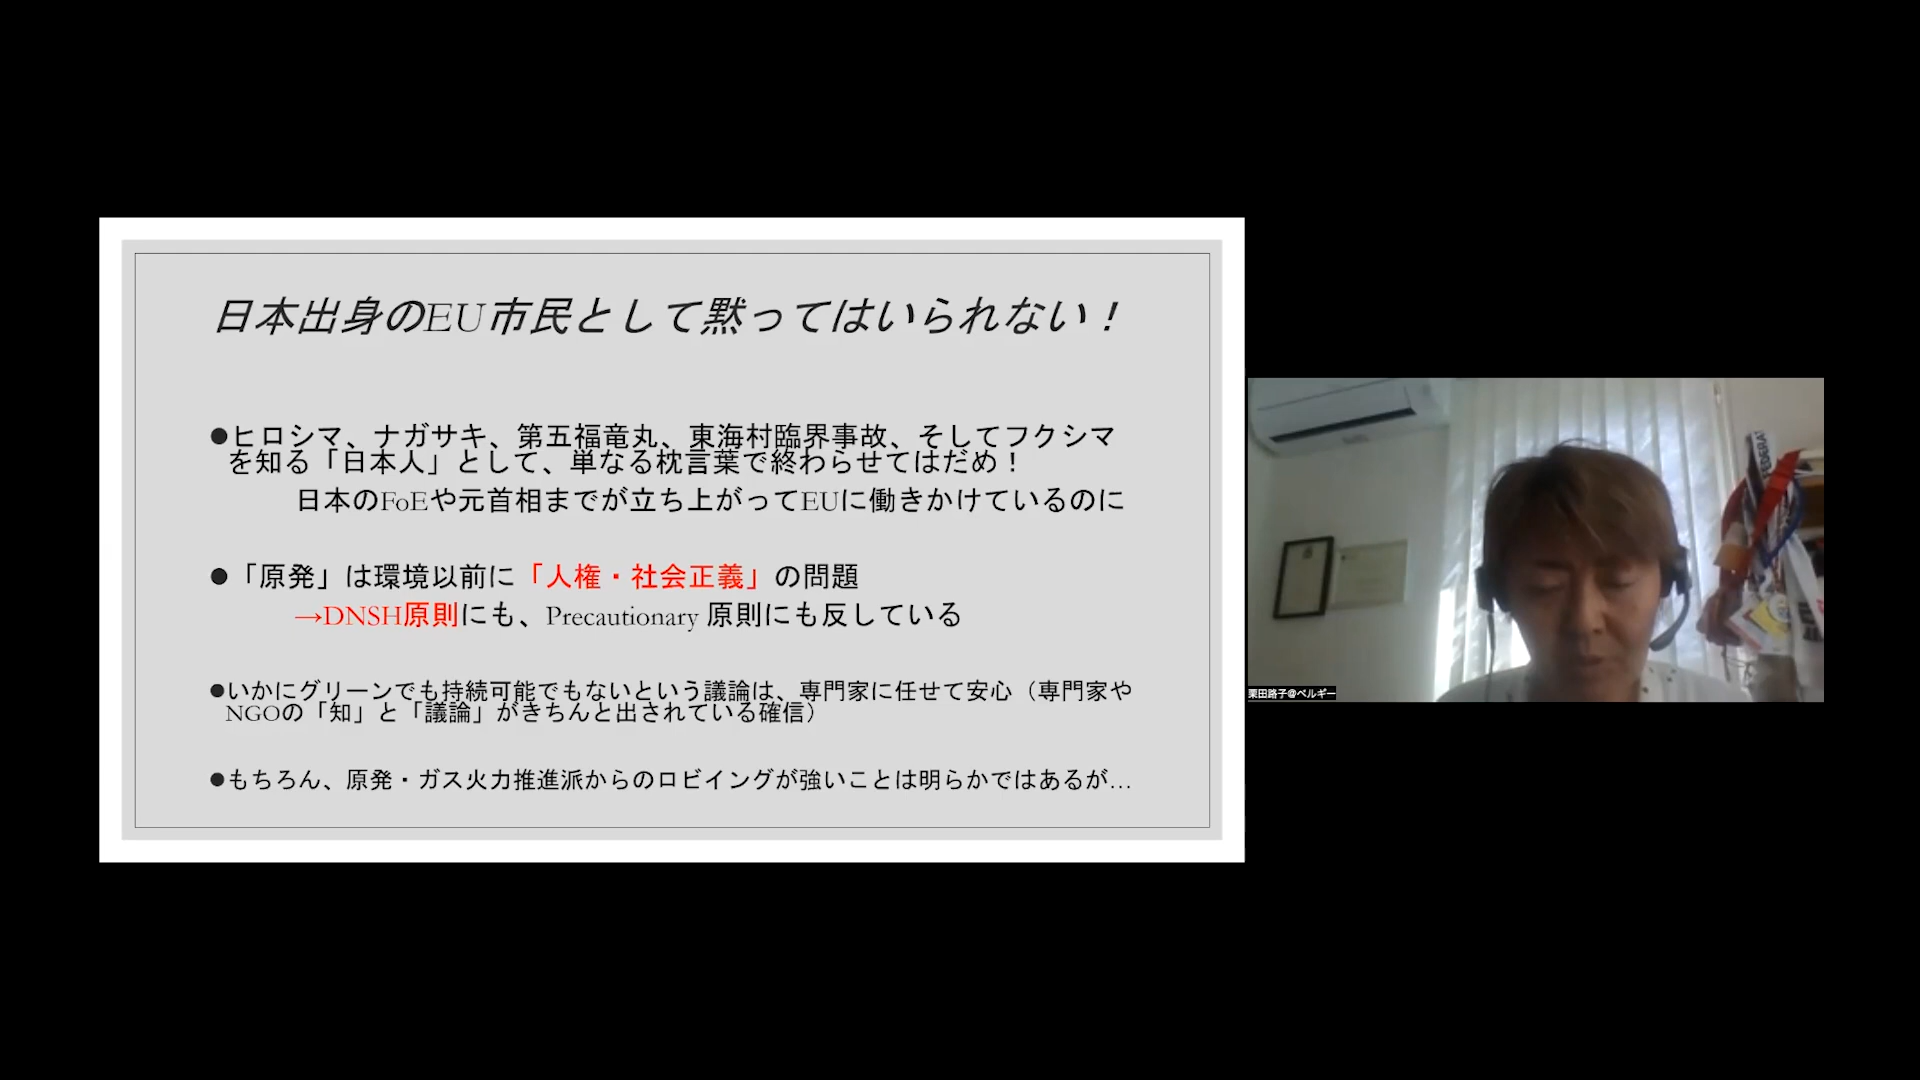 日本出身のEU市民として黙ってはいられない！
●ヒロシマ、ナガサキ、第五福竜丸、東海村臨界事故、そしてフクシマ
を知る「日本人」として、単なる枕言葉で終わらせてはだめ！
日本のFoEや元首相までが立ち上がってEUに働きかけているのに
●「原発」は環境以前に「人権・社会正義」の問題
→DNSH原則にも、Precautionary 原則にも反している
●いかにグリーンでも持続可能でもないという議論は、専門家に任せて安心（専門家や
NGOの「知」と「議論」がきちんと出されている確信）
●もちろん、原発・ガス火力推進派からのロビイングが強いことは明らかではあるが…
栗田路子@ベルギー